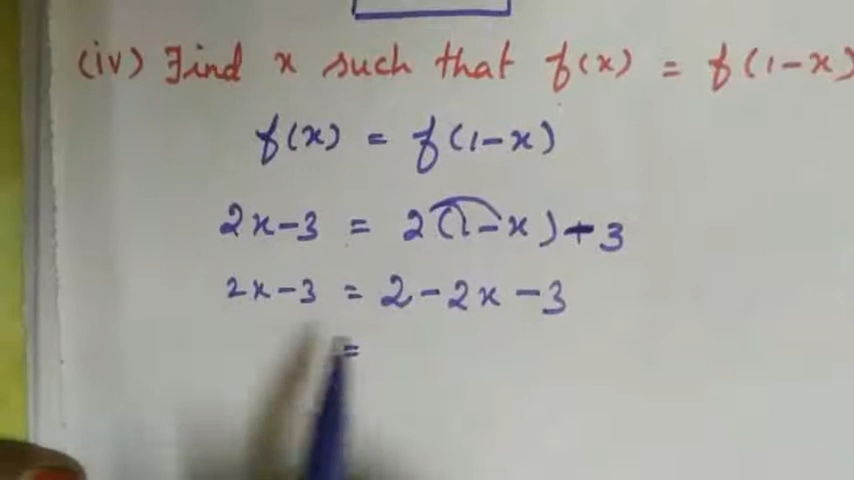 (iv) Find x such that f(x) = f(1-x)
f(x) = f(1-x)
2x-3 = 2(1-x)-3
2x-3 = 2-2x-3
=